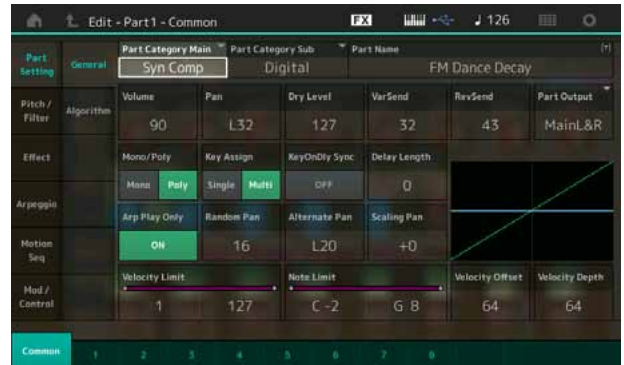 Edit - Part1 - Common FX ♩ 126
Part Setting General Part Category Main Part Category Sub Part Name [T]
Syn Comp Digital FM Dance Decay
Pitch / Filter Algorithm Volume Pan Dry Level VarSend RevSend Part Output
90 L32 127 32 43 MainL&R
Effect Mono/Poly Key Assign KeyOnDly Sync Delay Length
Mono Poly Single Multi OFF 0
Arpeggio Arp Play Only Random Pan Alternate Pan Scaling Pan
ON 16 L20 +0
Motion Seq
Velocity Limit Note Limit Velocity Offset Velocity Depth
Mod / Control 1 127 C -2 G 8 64 64
Common 1 2 3 4 5 6 7 8